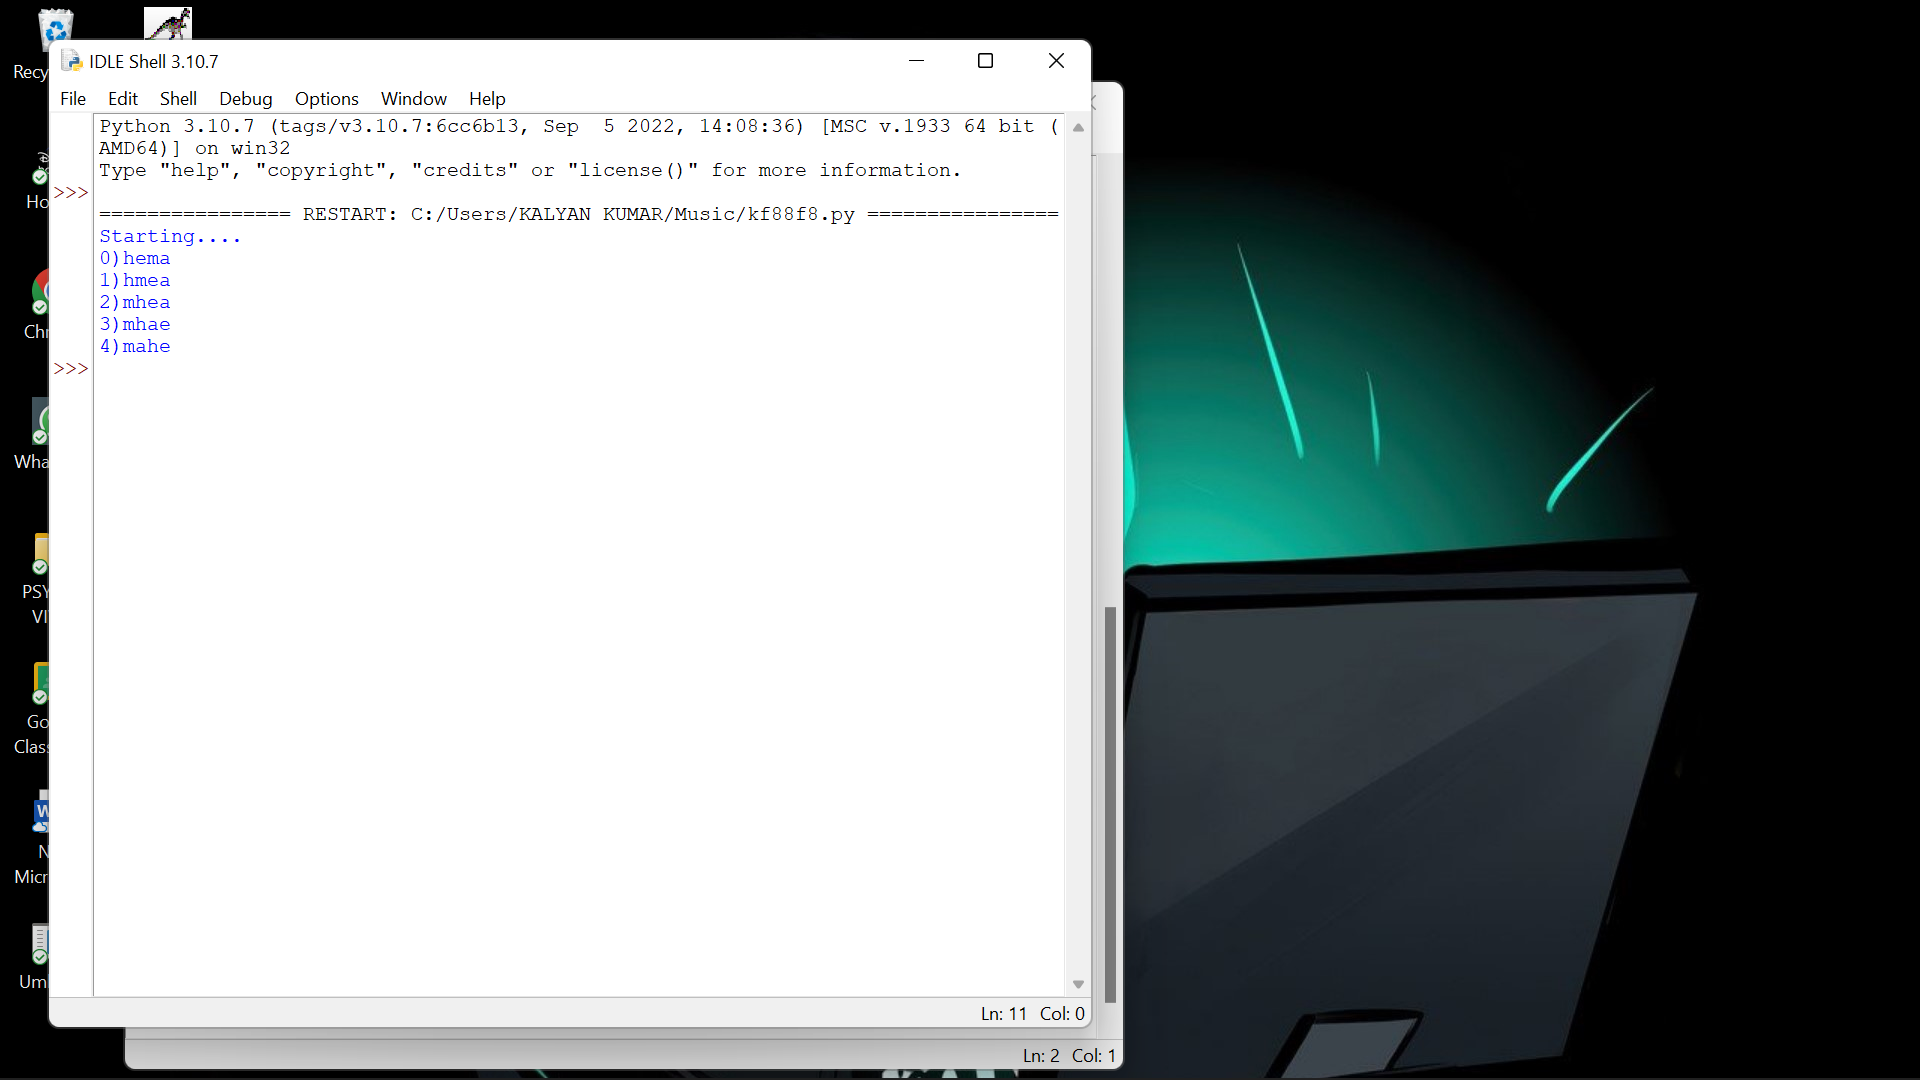 IDLE Shell 3.10.7
File Edit Shell Debug Options Window Help
Python 3.10.7 (tags/v3.10.7:6cc6b13, Sep  5 2022, 14:08:36) [MSC v.1933 64 bit (
AMD64)] on win32
Type "help", "copyright", "credits" or "license()" for more information.
>>>
================ RESTART: C:/Users/KALYAN KUMAR/Music/kf88f8.py ================
Starting....
0)hema
1)hmea
2)mhea
3)mhae
4)mahe
>>>
Ln: 11 Col: 0
Ln: 2 Col: 1
Recy
Ho
Chr
Wha
PSY
VI
Go
Clas
N
Micr
Um